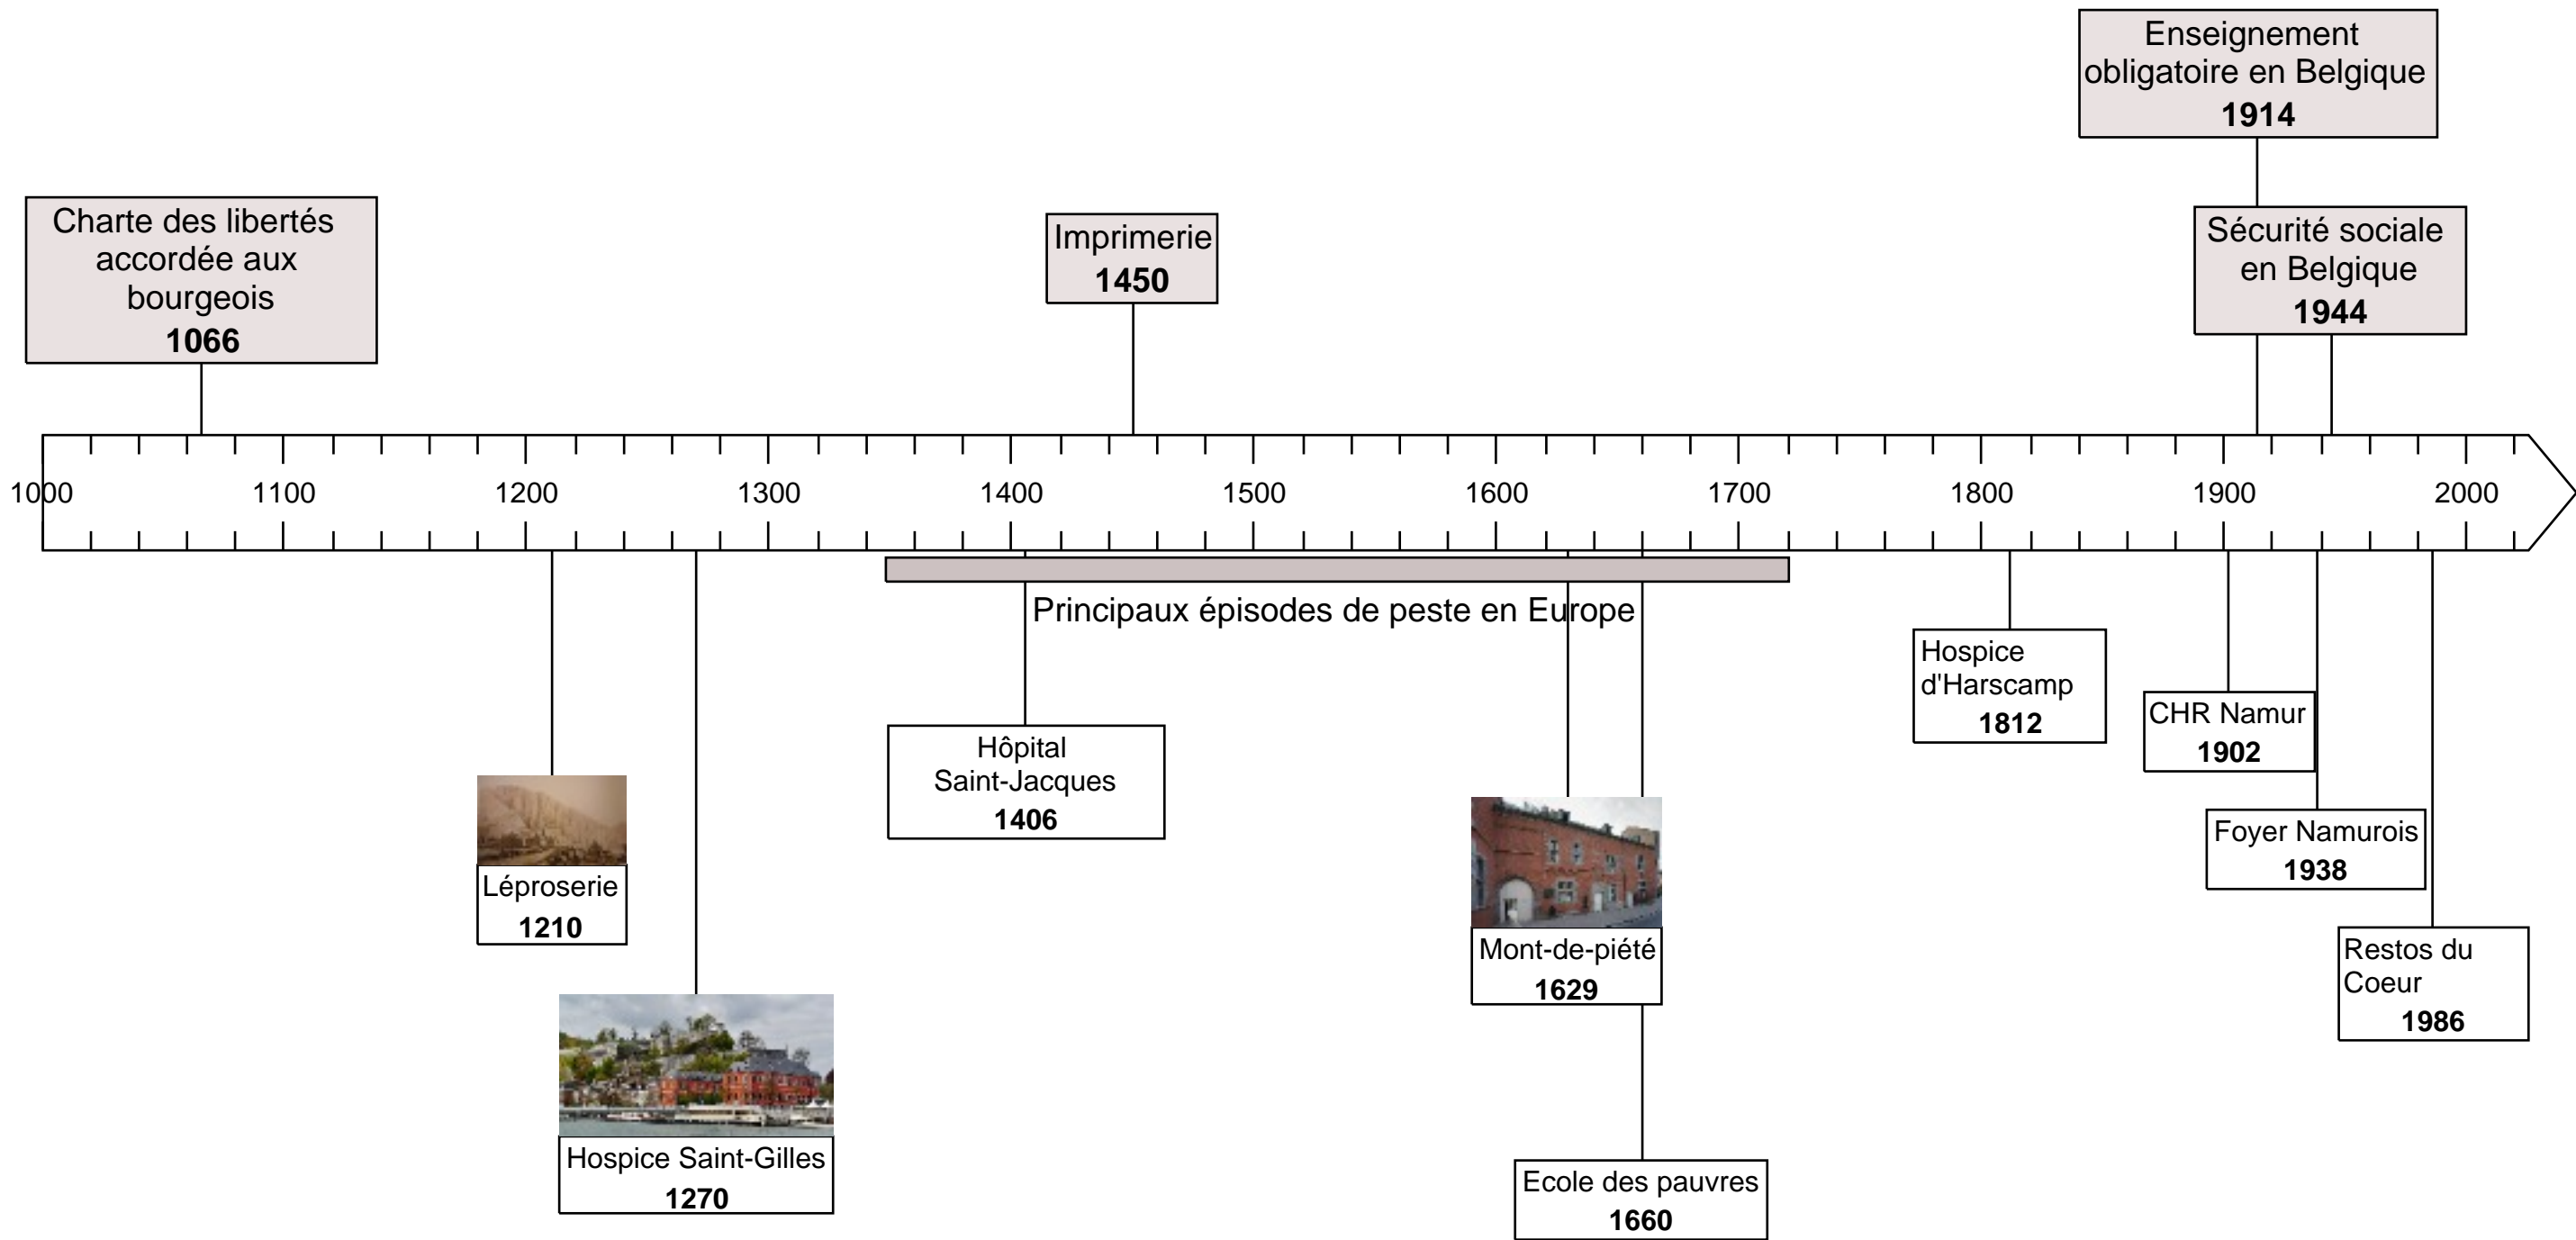 Enseignement
obligatoire en Belgique
1914
Charte des libertés
accordée aux
bourgeois
1066
Imprimerie
1450
Sécurité sociale
en Belgique
1944
1000 1100 1200 1300 1400 1500 1600 1700 1800 1900 2000
Principaux épisodes de peste en Europe
Hospice
d'Harscamp
1812
CHR Namur
1902
Hôpital
Saint-Jacques
1406
Foyer Namurois
1938
Léproserie
1210
Mont-de-piété
1629
Restos du
Coeur
1986
Hospice Saint-Gilles
1270
Ecole des pauvres
1660